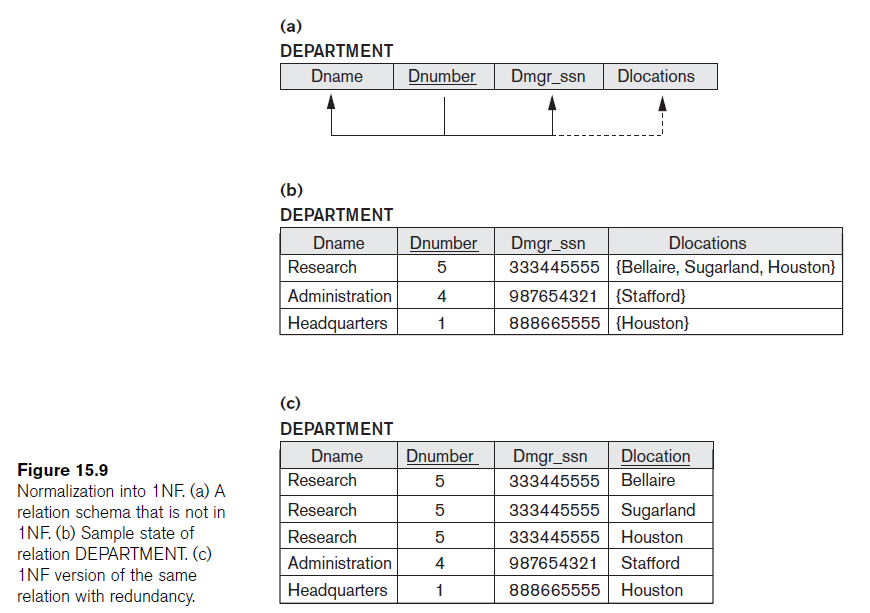 (a)
DEPARTMENT
Dname Dnumber Dmgr_ssn Dlocations
(b)
DEPARTMENT
Dname Dnumber Dmgr_ssn Dlocations
Research 5 333445555 {Bellaire, Sugarland, Houston}
Administration 4 987654321 {Stafford}
Headquarters 1 888665555 {Houston}
(c)
DEPARTMENT
Dname Dnumber Dmgr_ssn Dlocation
Research 5 333445555 Bellaire
Research 5 333445555 Sugarland
Research 5 333445555 Houston
Administration 4 987654321 Stafford
Headquarters 1 888665555 Houston
Figure 15.9
Normalization into 1NF. (a) A
relation schema that is not in
1NF. (b) Sample state of
relation DEPARTMENT. (c)
1NF version of the same
relation with redundancy.